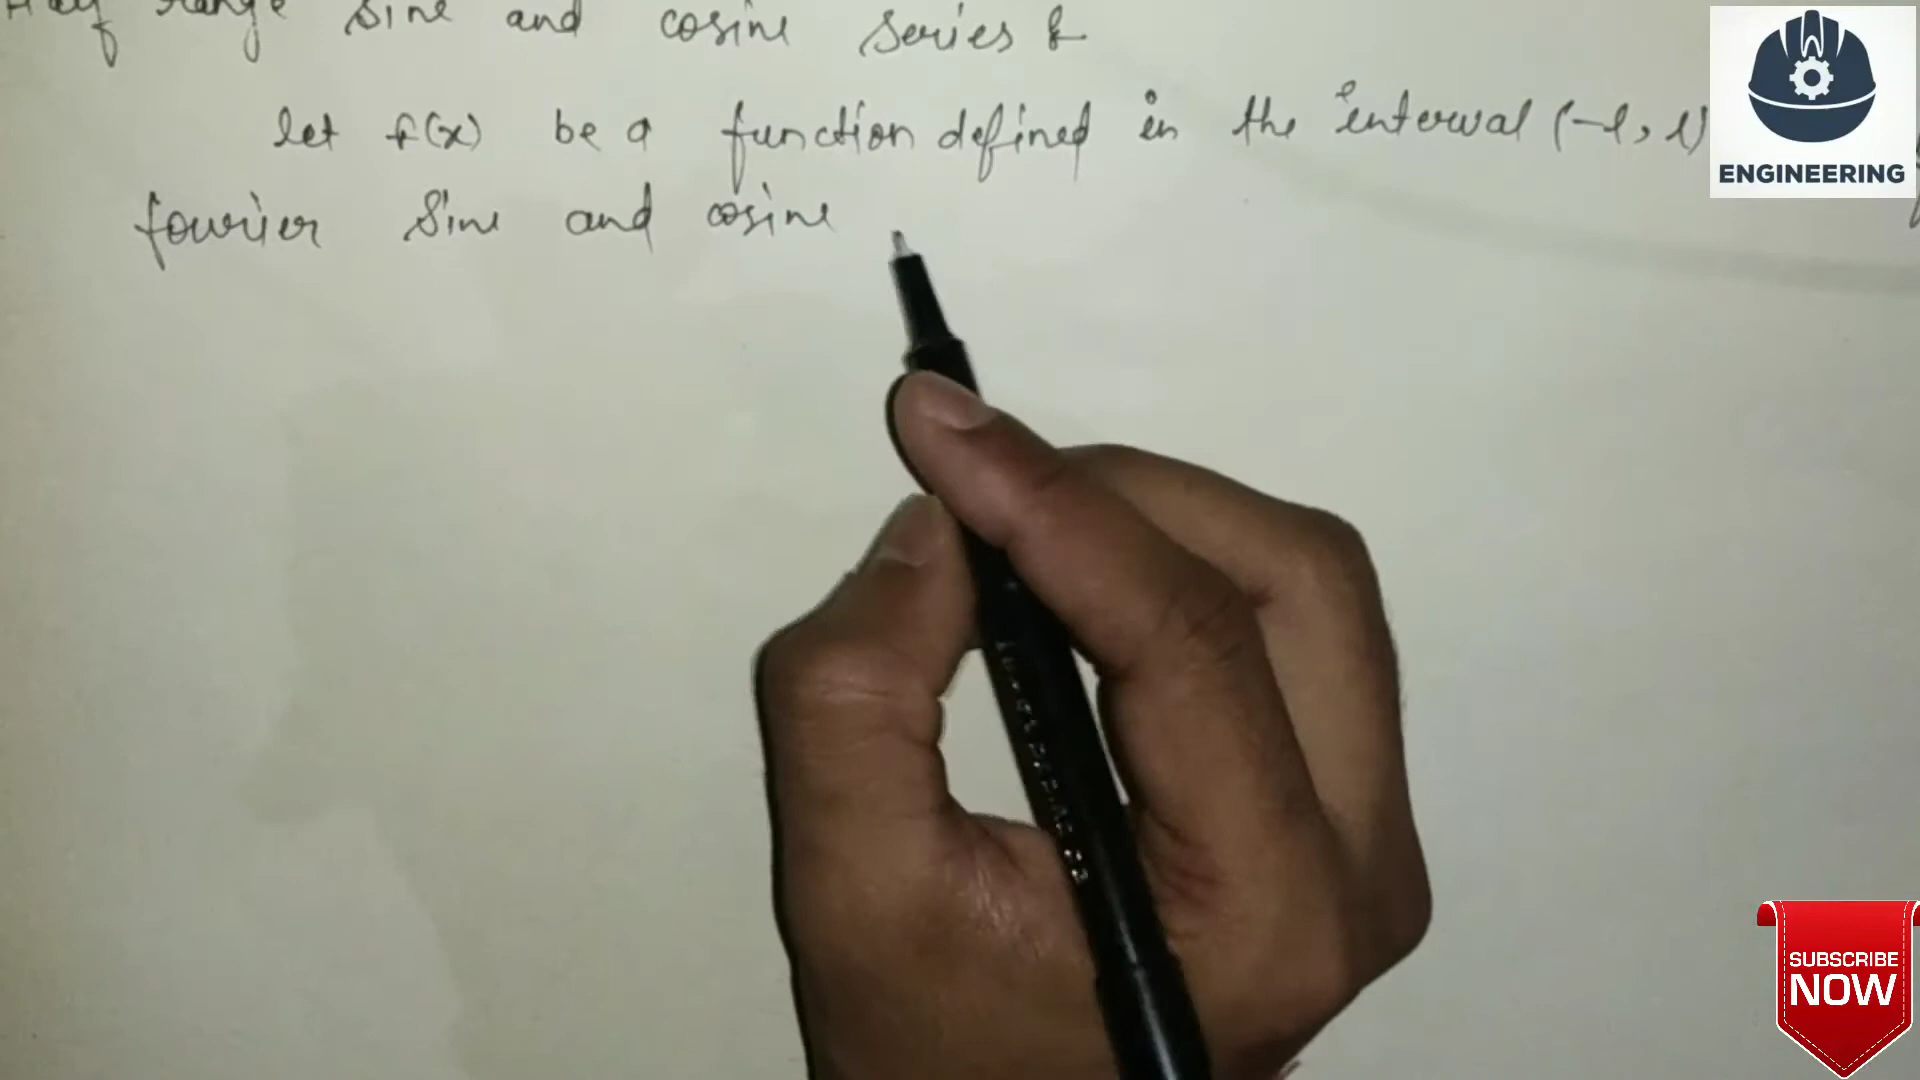 Half range sine and cosine series
let f(x) be a function defined in the interval (-l, l)
fourier sine and cosine
ENGINEERING
SUBSCRIBE
NOW